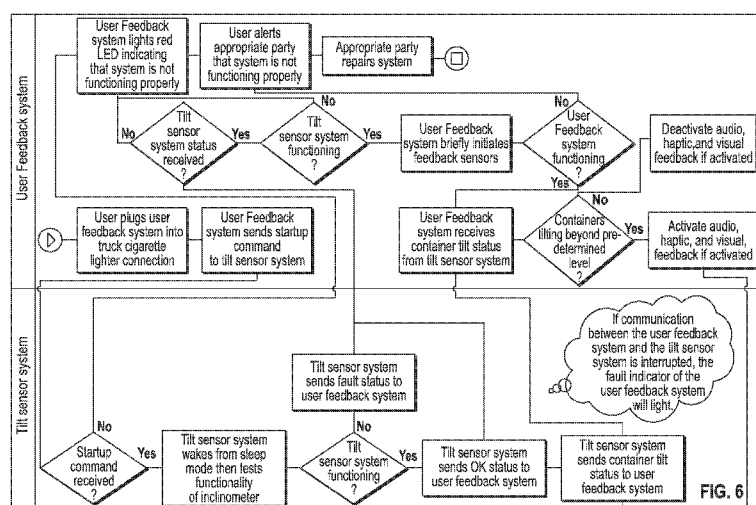 User Feedback system
Tilt sensor system
User Feedback
system lights red
LED indicating
that system is not
functioning properly
User alerts
appropriate party
that system is not
functioning properly
Appropriate party
repairs system
No
Tilt
sensor system
status received
?
Yes
No
Tilt
sensor system
functioning
?
Yes
User Feedback
system briefly initiates
feedback sensors
No
User
Feedback
system
functioning
?
Yes
Deactivate audio,
haptic,and visual
feedback if activated
User plugs user
feedback system into
truck cigarette
lighter connection
User Feedback
system sends startup
command
to tilt sensor system
User Feedback
system receives
container tilt status
from tilt sensor system
No
Containers
tilting beyond pre-
determined
level
?
Yes
Activate audio,
haptic, and visual,
feedback if activated
If
communication
between the user feedback
system and the tilt sensor
system is interrupted, the
fault indicator of the
user feedback system
will light.
Tilt sensor system
sends fault status to
user feedback system
No
Startup
command
received
?
Yes
Tilt sensor system
wakes from sleep
mode then tests
functionality
of inclinometer
No
Tilt
sensor system
functioning
?
Yes
Tilt sensor system
sends OK status to
user feedback system
Tilt sensor system
sends container tilt
status to user
feedback system
FIG. 6